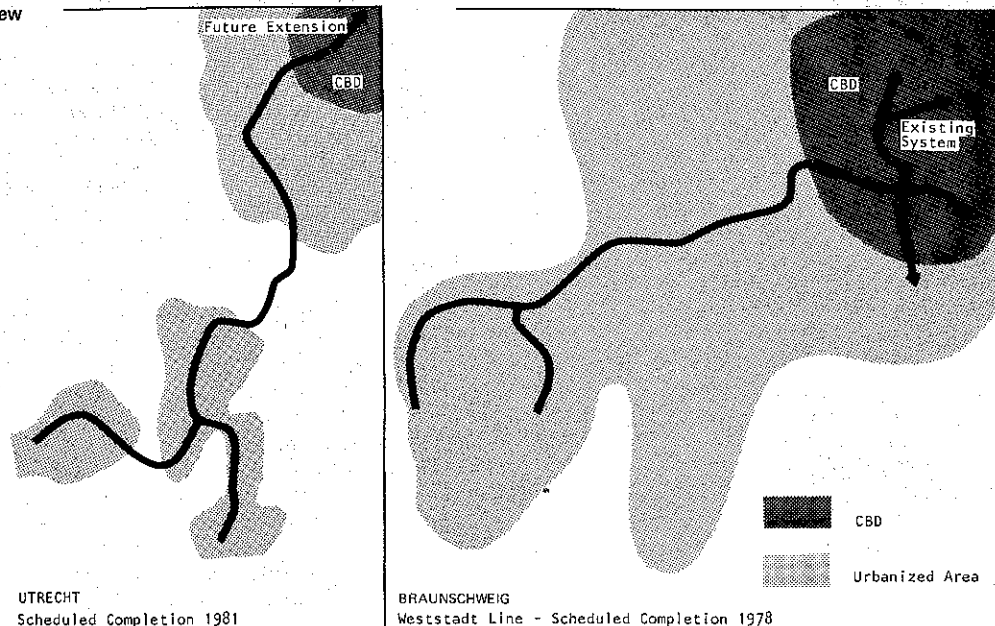 ew
Future Extension
CBD
UTRECHT
Scheduled Completion 1981
CBD
Existing
System
CBD
Urbanized Area
BRAUNSCHWEIG
Weststadt Line - Scheduled Completion 1978